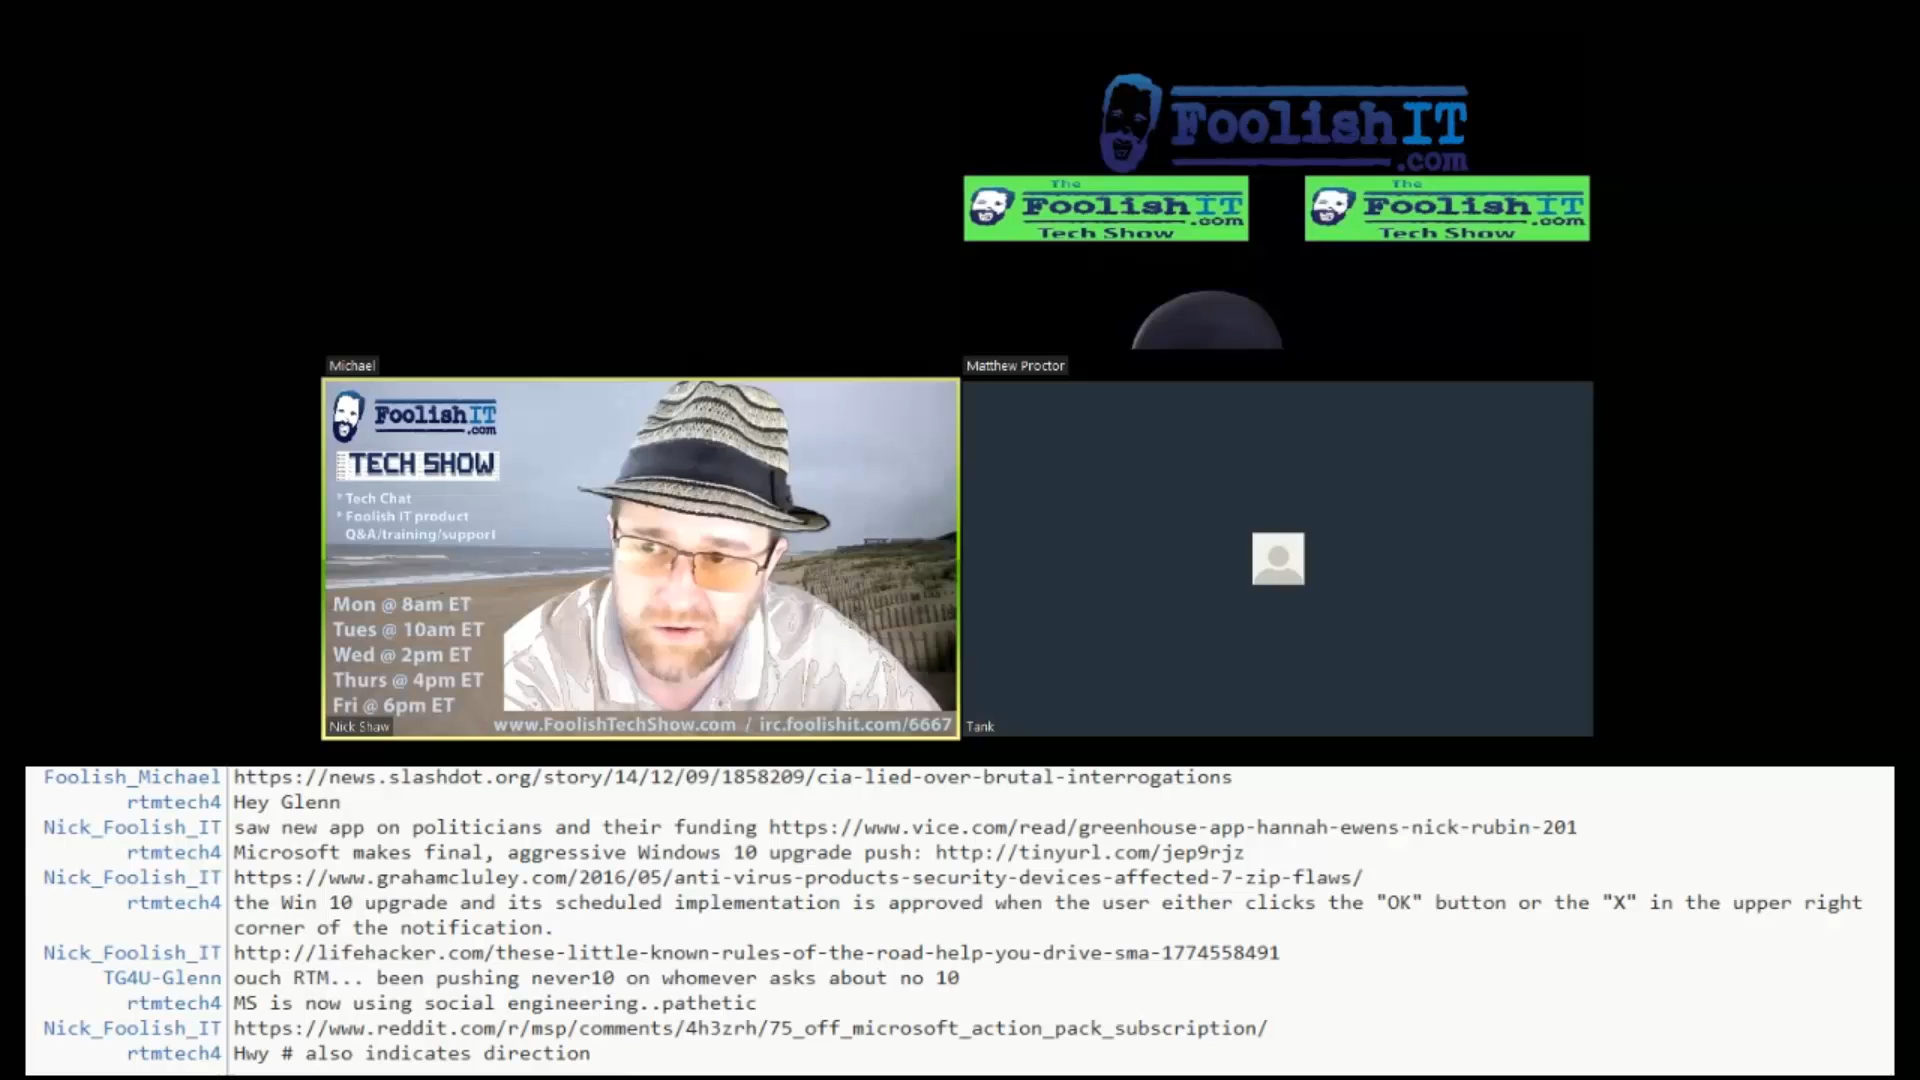 FoolishIT
.com
The
FoolishIT
.com
Tech Show
The
FoolishIT
.com
Tech Show
Michael
Matthew Proctor
FoolishIT
.com
TECH SHOW
* Tech Chat
* Foolish IT product
Q&A/training/support
Mon @ 8am ET
Tues @ 10am ET
Wed @ 2pm ET
Thurs @ 4pm ET
Fri @ 6pm ET
Nick Shaw
www.FoolishTechShow.com / irc.foolishit.com/6667
Tank
Foolish_Michael https://news.slashdot.org/story/14/12/09/1858209/cia-lied-over-brutal-interrogations
rtmtech4 Hey Glenn
Nick_Foolish_IT saw new app on politicians and their funding https://www.vice.com/read/greenhouse-app-hannah-ewens-nick-rubin-201
rtmtech4 Microsoft makes final, aggressive Windows 10 upgrade push: http://tinyurl.com/jep9rjz
Nick_Foolish_IT https://www.grahamcluley.com/2016/05/anti-virus-products-security-devices-affected-7-zip-flaws/
rtmtech4 the Win 10 upgrade and its scheduled implementation is approved when the user either clicks the "OK" button or the "X" in the upper right
corner of the notification.
Nick_Foolish_IT http://lifehacker.com/these-little-known-rules-of-the-road-help-you-drive-sma-1774558491
TG4U-Glenn ouch RTM... been pushing never10 on whomever asks about no 10
rtmtech4 MS is now using social engineering..pathetic
Nick_Foolish_IT https://www.reddit.com/r/msp/comments/4h3zrh/75_off_microsoft_action_pack_subscription/
rtmtech4 Hwy # also indicates direction